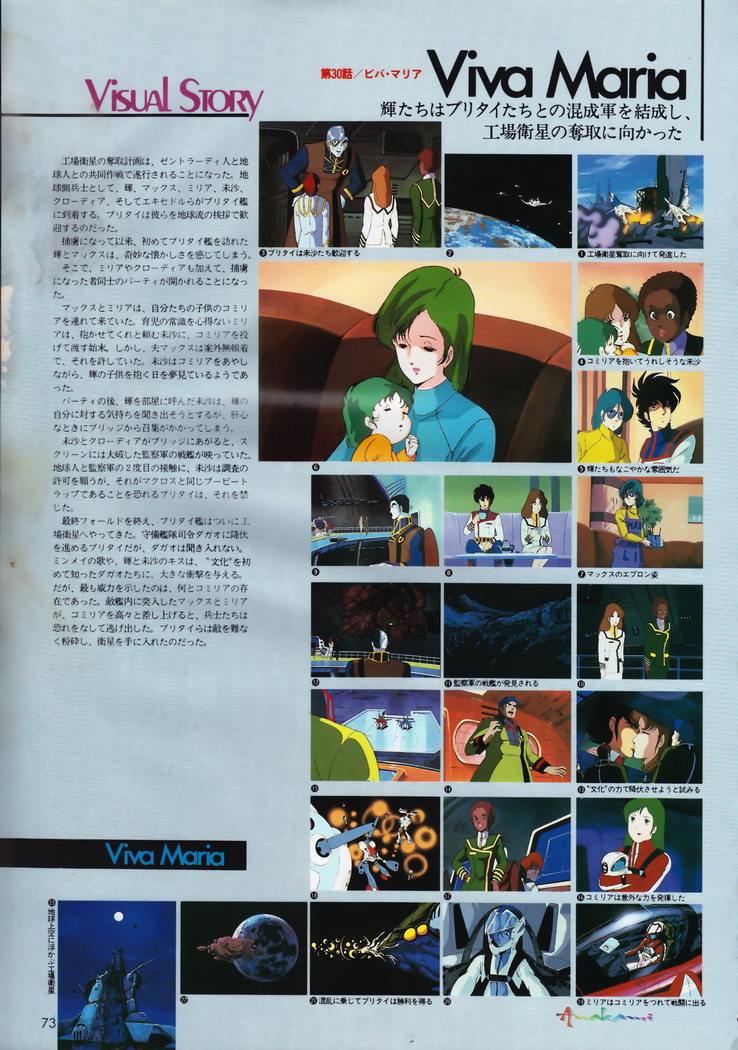 VISUAL STORY
第30話／ビバ・マリア
Viva Maria
輝たちはブリタイたちとの混成軍を結成し、
工場衛星の奪取に向かった
工場衛星の奪取計画は、ゼントラーディ人と地
球人との共同作戦で遂行されることになった。地
球側兵士として、輝、マックス、ミリア、未沙、
クローディア、そしてエキセドルらがブリタイ艦
に到着する。ブリタイは彼らを地球流の挨拶で歓
迎するのだった。
捕虜になって以来、初めてブリタイ艦を訪れた
輝とマックスは、奇妙な懐かしさを感じてしまう。
そこで、ミリアやクローディアも加えて、捕虜
になった者同士のパーティが開かれることになっ
た。
マックスとミリアは、自分たちの子供のコミリ
アを連れて来ていた。育児の常識を心得ないミリ
アは、抱かせてくれと頼む未沙に、コミリアを投
げて渡す始末。しかし、夫マックスは案外無頓着
で、それを許していた。未沙はコミリアをあやし
ながら、輝の子供を抱く日を夢見ているようであ
った。
パーティの後、輝を部屋に呼んだ未沙は、輝の
自分に対する気持ちを聞き出そうとするが、肝心
なときにブリッジから召集がかかってしまう。
未沙とクローディアがブリッジにあがると、ス
クリーンには大破した監察軍の戦艦が映っていた。
地球人と監察軍の2度目の接触に、未沙は調査の
許可を願うが、それがマクロスと同じブービート
ラップであることを恐れるブリタイは、それを禁
じた。
最終フォールドを終え、ブリタイ艦はついに工
場衛星へやってきた。守備艦隊司令ダガオに降伏
を進めるブリタイだが、ダガオは聞き入れない。
ミンメイの歌や、輝と未沙のキスは、“文化”を初
めて知ったダガオたちに、大きな衝撃を与える。
だが、最も威力を示したのは、何とコミリアの存
在であった。敵艦内に突入したマックスとミリア
が、コミリアを高々と差し上げると、兵士たちは
恐れをなして逃げ出した。ブリタイらは敵を難な
く粉砕し、衛星を手に入れたのだった。
❶工場衛星奪取に向けて発進した
❷
❸ブリタイは未沙たち歓迎する
❹コミリアを抱いてうれしそうな未沙
❺輝たちもなごやかな雰囲気だ
❻
❼マックスのエプロン姿
❽
❾
❿
⓫監察軍の戦艦が発見される
⓬
⓭“文化”の力で降伏させようと試みる
⓮
⓯
⓰コミリアは意外な力を発揮した
⓱
⓲
⓳ミリアはコミリアをつれて戦闘に出る
⓴
㉑混乱に乗じてブリタイは勝利を得る
㉒
㉓地球上空に浮かぶ工場衛星
Viva Maria
73
Anakami